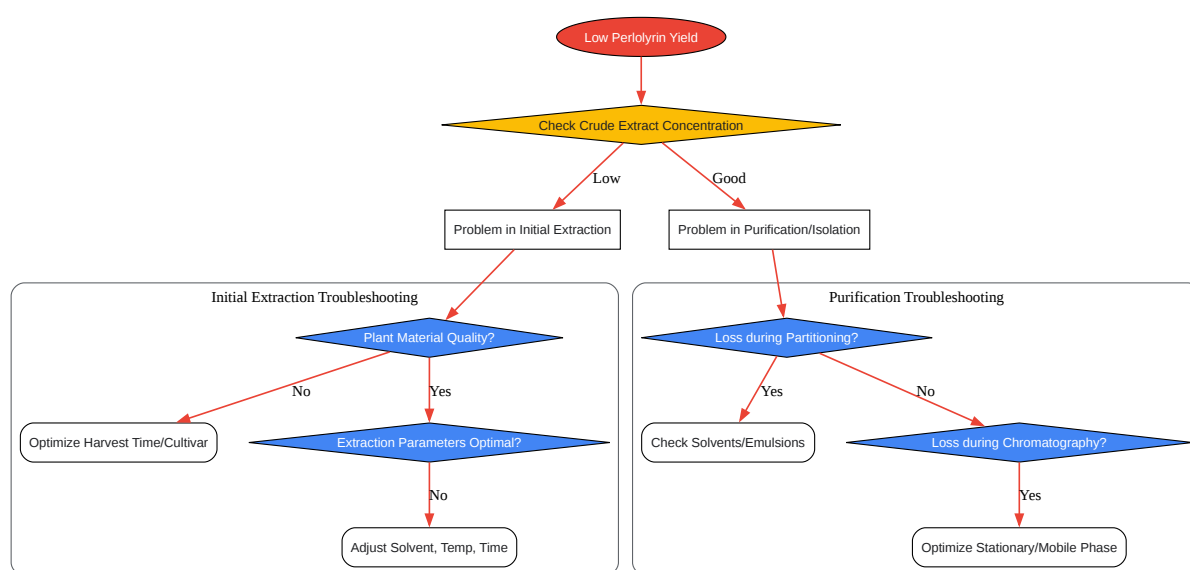 Low Perlolyrin Yield
Check Crude Extract Concentration
Low
Good
Problem in Initial Extraction
Problem in Purification/Isolation
Initial Extraction Troubleshooting
Purification Troubleshooting
Plant Material Quality?
Loss during Partitioning?
No
Yes
Yes
No
Optimize Harvest Time/Cultivar
Extraction Parameters Optimal?
Check Solvents/Emulsions
Loss during Chromatography?
No
Yes
Adjust Solvent, Temp, Time
Optimize Stationary/Mobile Phase